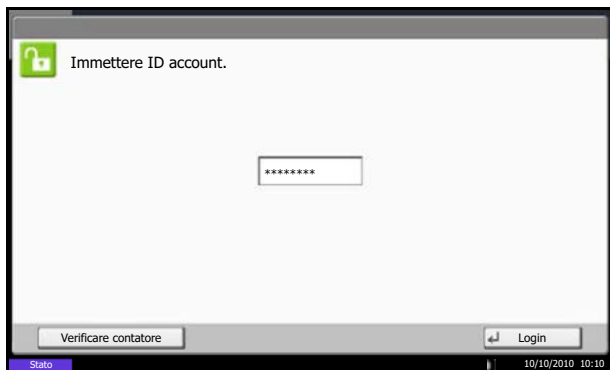 Immettere ID account.
********
Verificare contatore
Login
Stato
10/10/2010 10:10